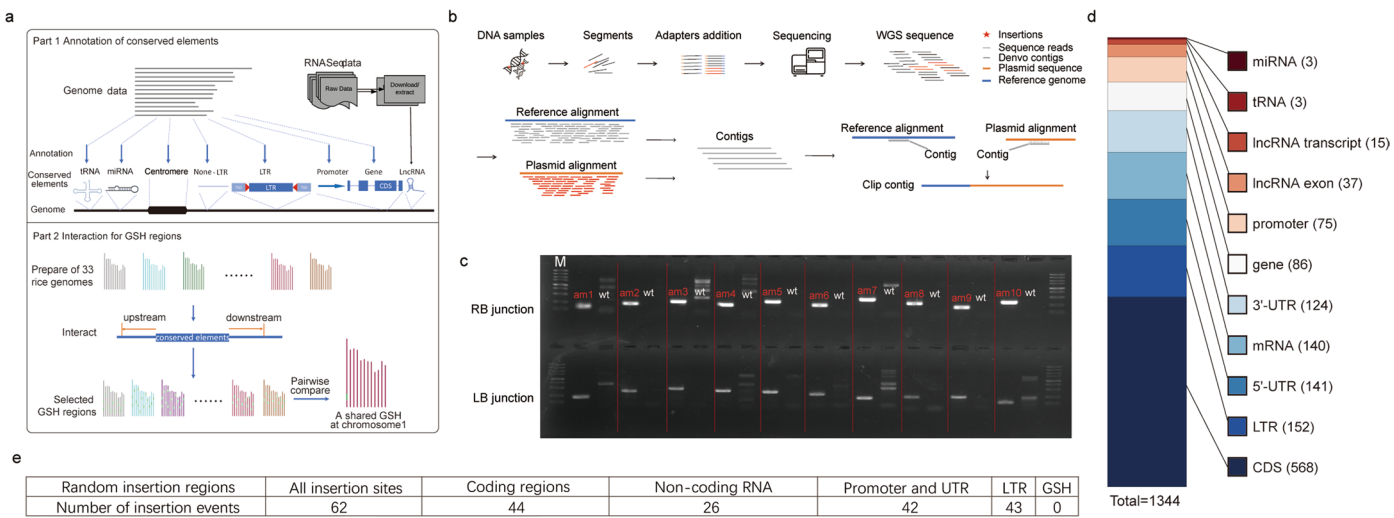 a
Part 1 Annotation of conserved elements
RNASeqdata
Raw Data
Download/
extract
Genome data
Annotation
tRNA
miRNA
Centromere
None-LTR
LTR
Promoter
Gene
LncRNA
Conserved
elements
LTR
CDS
Genome
Part 2 Interaction for GSH regions
Prepare of 33
rice genomes
Interact
upstream
downstream
conserved elements
Selected
GSH regions
Pairwise
compare
A shared GSH
at chromosome1
b
DNA samples
Segments
Adapters addition
Sequencing
WGS sequence
Insertions
Sequence reads
Denvo contigs
Plasmid sequence
Reference genome
Reference alignment
Plasmid alignment
Contigs
Reference alignment
Contig
Plasmid alignment
Contig
Clip contig
c
M
am1 wt am2 wt am3 wt am4 wt am5 wt am6 wt am7 wt am8 wt am9 wt am10 wt
RB junction
LB junction
d
miRNA (3)
tRNA (3)
lncRNA transcript (15)
lncRNA exon (37)
promoter (75)
gene (86)
3'-UTR (124)
mRNA (140)
5'-UTR (141)
LTR (152)
CDS (568)
Total=1344
e
Random insertion regions All insertion sites Coding regions Non-coding RNA Promoter and UTR LTR GSH
Number of insertion events 62 44 26 42 43 0